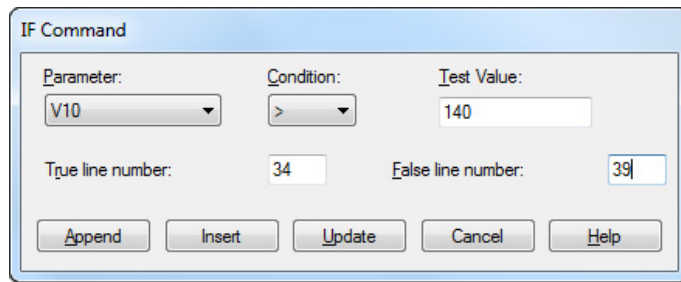 IF Command
Parameter: Condition: Test Value:
V10 > 140
True line number: 34 False line number: 39
Append Insert Update Cancel Help